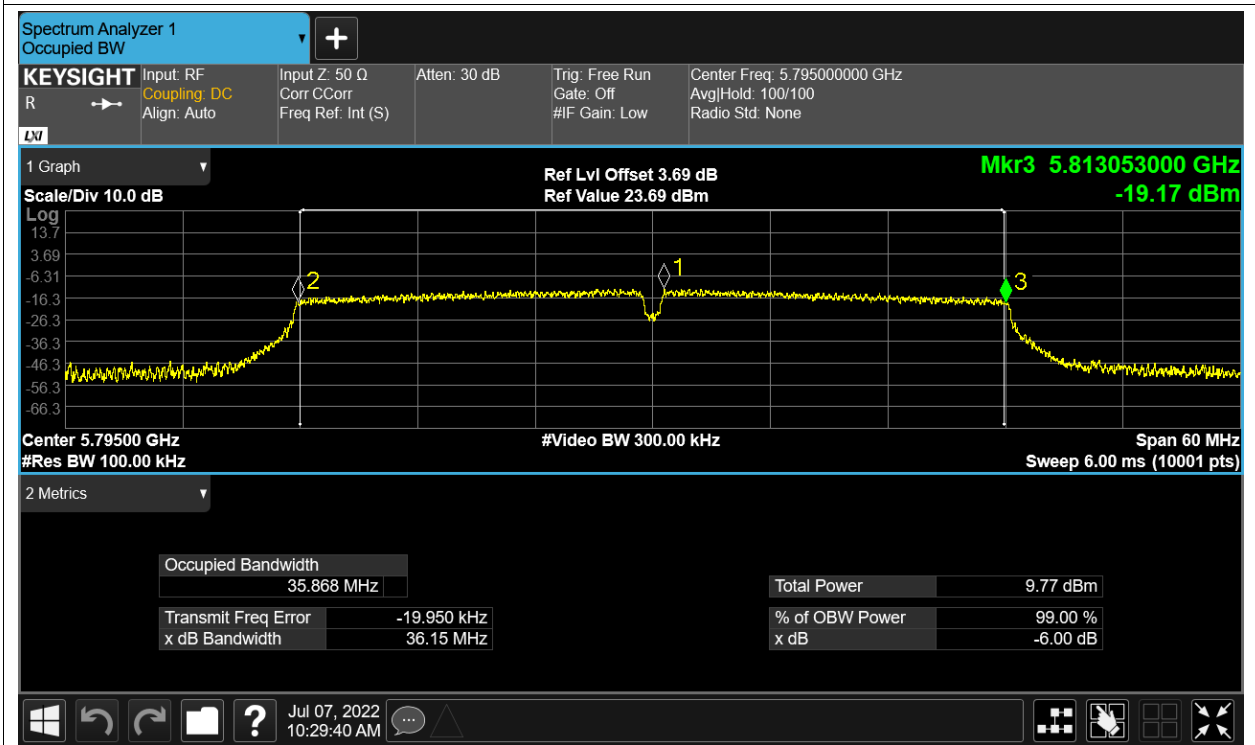 Spectrum Analyzer 1
Occupied BW
KEYSIGHT
R
LXI
Input: RF
Coupling: DC
Align: Auto
Input Z: 50 Ω
Corr CCorr
Freq Ref: Int (S)
Atten: 30 dB
Trig: Free Run
Gate: Off
#IF Gain: Low
Center Freq: 5.795000000 GHz
Avg|Hold: 100/100
Radio Std: None
1 Graph
Scale/Div 10.0 dB
Ref Lvl Offset 3.69 dB
Ref Value 23.69 dBm
Mkr3 5.813053000 GHz
-19.17 dBm
Log
13.7
3.69
-6.31
-16.3
-26.3
-36.3
-46.3
-56.3
-66.3
2
1
3
Center 5.79500 GHz
#Res BW 100.00 kHz
#Video BW 300.00 kHz
Span 60 MHz
Sweep 6.00 ms (10001 pts)
2 Metrics
Occupied Bandwidth
35.868 MHz
Transmit Freq Error -19.950 kHz
x dB Bandwidth 36.15 MHz
Total Power 9.77 dBm
% of OBW Power 99.00 %
x dB -6.00 dB
?
Jul 07, 2022
10:29:40 AM